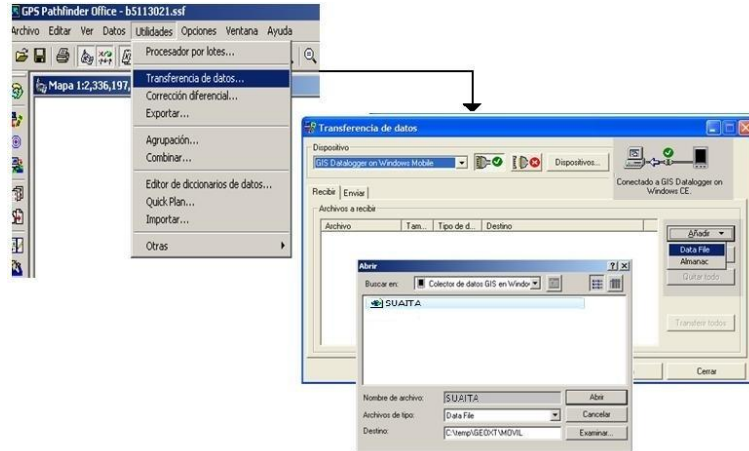 GPS Pathfinder Office - b5113021.ssf
Archivo Editar Ver Datos Utilidades Opciones Ventana Ayuda
Procesador por lotes...
Mapa 1:2,336,197,
Transferencia de datos...
Corrección diferencial...
Exportar...
Agrupación...
Combinar...
Editor de diccionarios de datos...
Quick Plan...
Importar...
Otras
Transferencia de datos
Dispositivo
GIS Datalogger on Windows Mobile
Dispositivos...
Conectado a GIS Datalogger on Windows CE.
Recibir Enviar
Archivos a recibir
Archivo Tam... Tipo de d... Destino
Añadir
Data File
Almanac
Quitar todo
Transferir todos
Cerrar
Abrir
Buscar en: Colector de datos GIS en Window
SUAITA
Nombre de archivo: SUAITA Abrir
Archivos de tipo: Data File Cancelar
Destino: C:\temp\GEOXT\MOVIL Examinar...